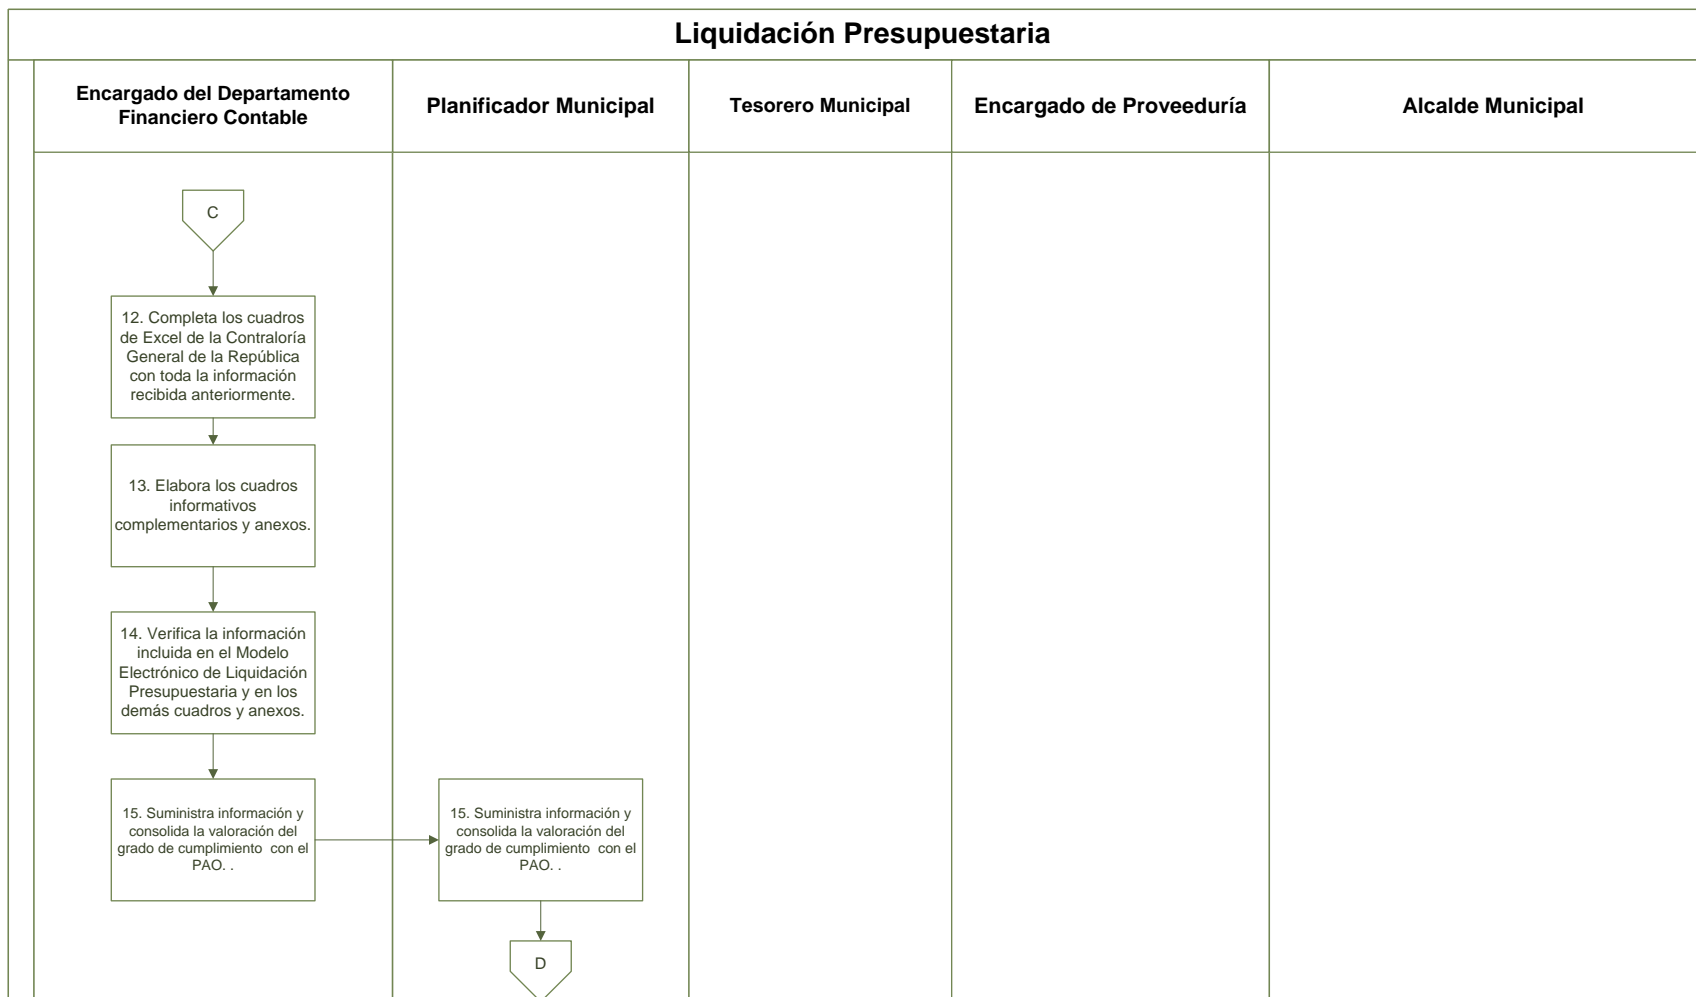 Liquidación Presupuestaria
Encargado del Departamento
Financiero Contable
Planificador Municipal
Tesorero Municipal
Encargado de Proveeduría
Alcalde Municipal
C
12. Completa los cuadros
de Excel de la Contraloría
General de la República
con toda la información
recibida anteriormente.
13. Elabora los cuadros
informativos
complementarios y anexos.
14. Verifica la información
incluida en el Modelo
Electrónico de Liquidación
Presupuestaria y en los
demás cuadros y anexos.
15. Suministra información y
consolida la valoración del
grado de cumplimiento  con el
PAO. .
15. Suministra información y
consolida la valoración del
grado de cumplimiento  con el
PAO. .
D